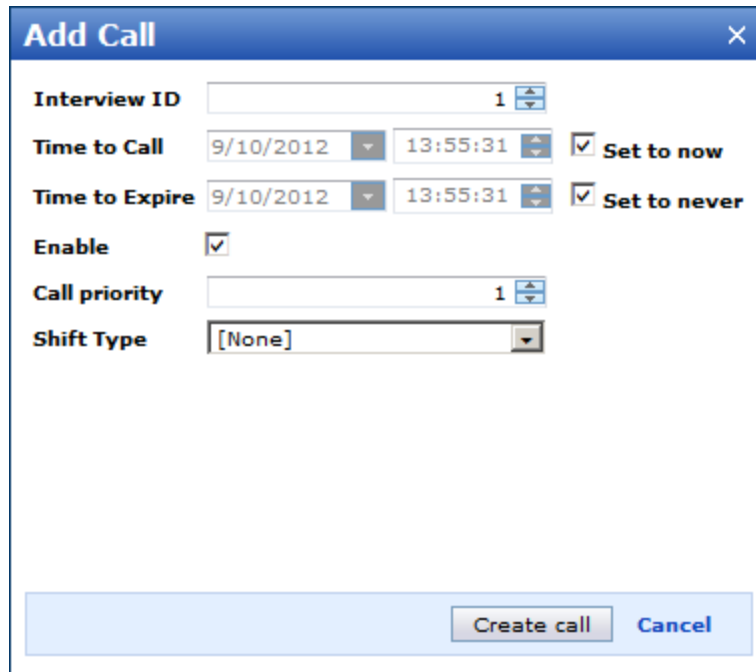 Add Call
Interview ID 1
Time to Call 9/10/2012 13:55:31 Set to now
Time to Expire 9/10/2012 13:55:31 Set to never
Enable
Call priority 1
Shift Type [None]
Create call Cancel